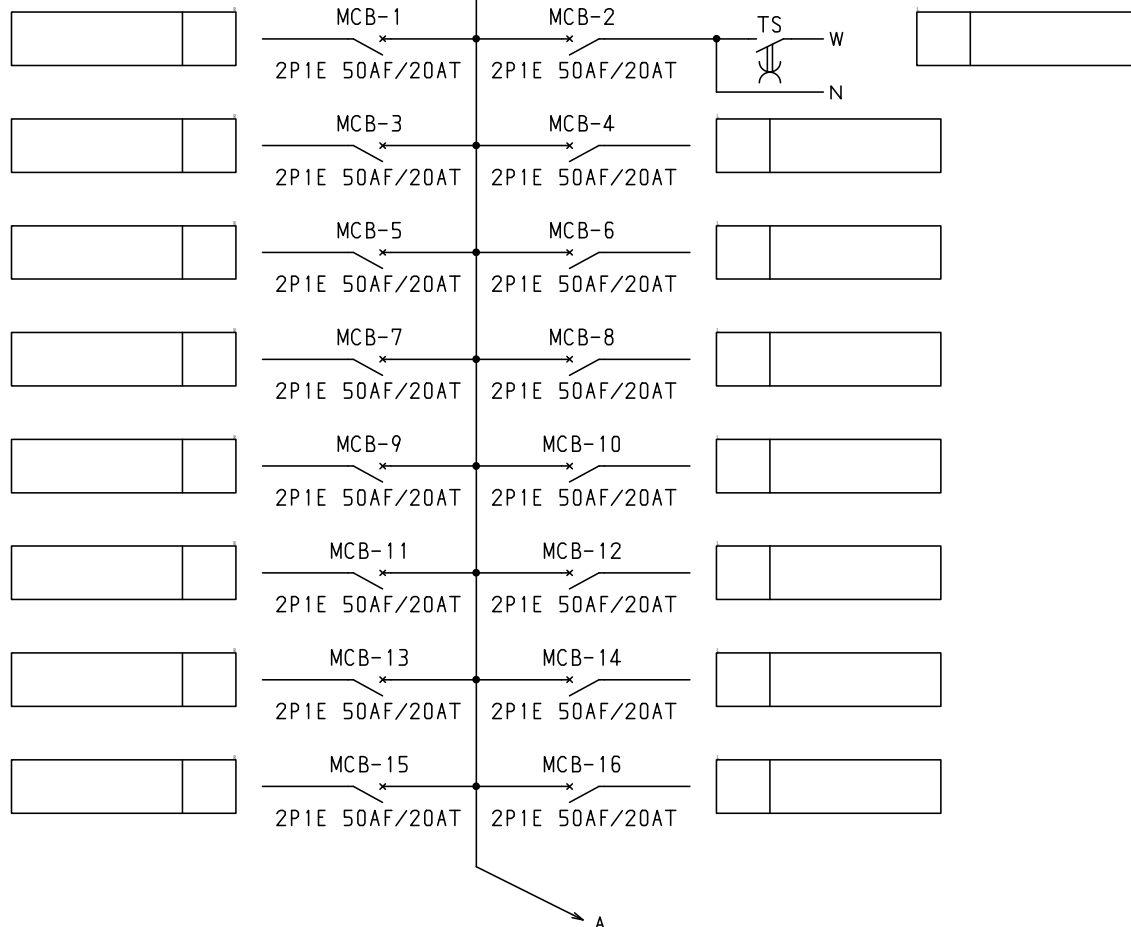 MCB-1 MCB-2 TS W
2P1E 50AF/20AT 2P1E 50AF/20AT N
MCB-3 MCB-4
2P1E 50AF/20AT 2P1E 50AF/20AT
MCB-5 MCB-6
2P1E 50AF/20AT 2P1E 50AF/20AT
MCB-7 MCB-8
2P1E 50AF/20AT 2P1E 50AF/20AT
MCB-9 MCB-10
2P1E 50AF/20AT 2P1E 50AF/20AT
MCB-11 MCB-12
2P1E 50AF/20AT 2P1E 50AF/20AT
MCB-13 MCB-14
2P1E 50AF/20AT 2P1E 50AF/20AT
MCB-15 MCB-16
2P1E 50AF/20AT 2P1E 50AF/20AT
A